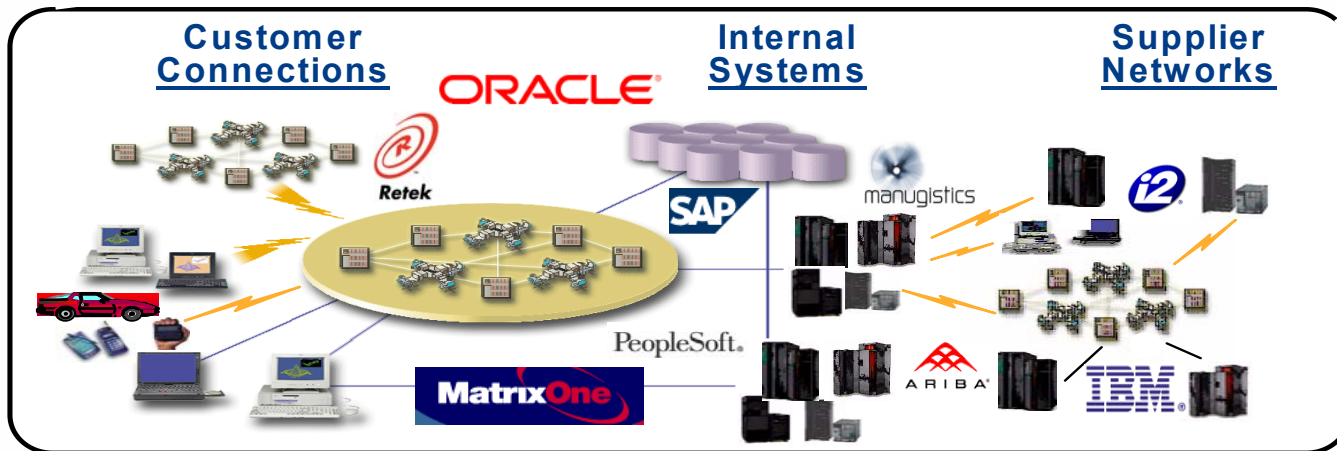 Customer
Connections
Internal
Systems
Supplier
Networks
ORACLE®
R
Retek
SAP
manugistics
i2®
PeopleSoft®
MatrixOne
ARIBA®
IBM®